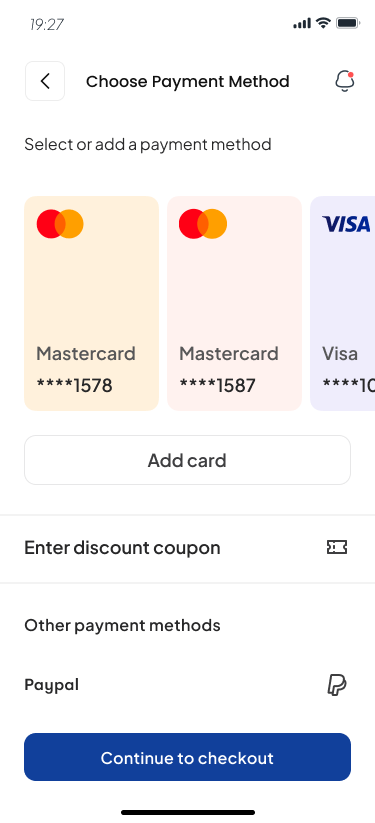 19:27
Choose Payment Method
Select or add a payment method
VISA
Mastercard
****1578
Mastercard
****1587
Visa
****10
Add card
Enter discount coupon
Other payment methods
Paypal
Continue to checkout